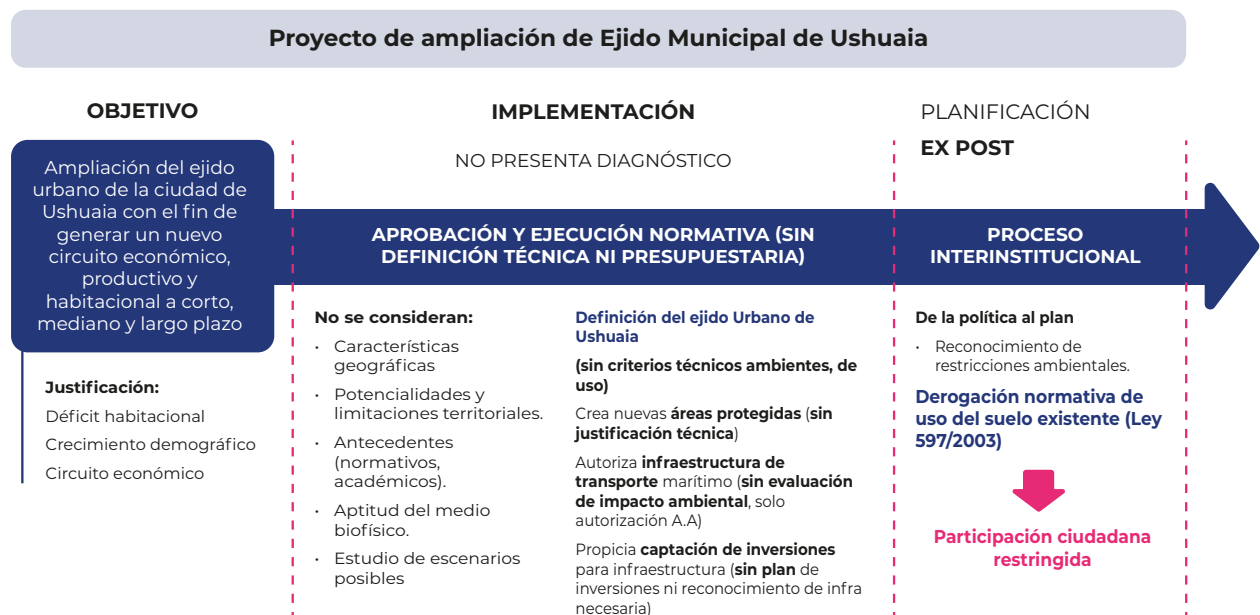 Proyecto de ampliación de Ejido Municipal de Ushuaia
OBJETIVO
Ampliación del ejido
urbano de la ciudad de
Ushuaia con el fin de
generar un nuevo
circuito económico,
productivo y
habitacional a corto,
mediano y largo plazo
Justificación:
Déficit habitacional
Crecimiento demográfico
Circuito económico
IMPLEMENTACIÓN
NO PRESENTA DIAGNÓSTICO
APROBACIÓN Y EJECUCIÓN NORMATIVA (SIN
DEFINICIÓN TÉCNICA NI PRESUPUESTARIA)
No se consideran:
• Características
geográficas
• Potencialidades y
limitaciones territoriales.
• Antecedentes
(normativos,
académicos).
• Aptitud del medio
biofísico.
• Estudio de escenarios
posibles
Definición del ejido Urbano de
Ushuaia
(sin criterios técnicos ambientes, de
uso)
Crea nuevas áreas protegidas (sin
justificación técnica)
Autoriza infraestructura de
transporte marítimo (sin evaluación
de impacto ambiental, solo
autorización A.A)
Propicia captación de inversiones
para infraestructura (sin plan de
inversiones ni reconocimiento de infra
necesaria)
PLANIFICACIÓN
EX POST
PROCESO
INTERINSTITUCIONAL
De la política al plan
• Reconocimiento de
restricciones ambientales.
Derogación normativa de
uso del suelo existente (Ley
597/2003)
Participación ciudadana
restringida